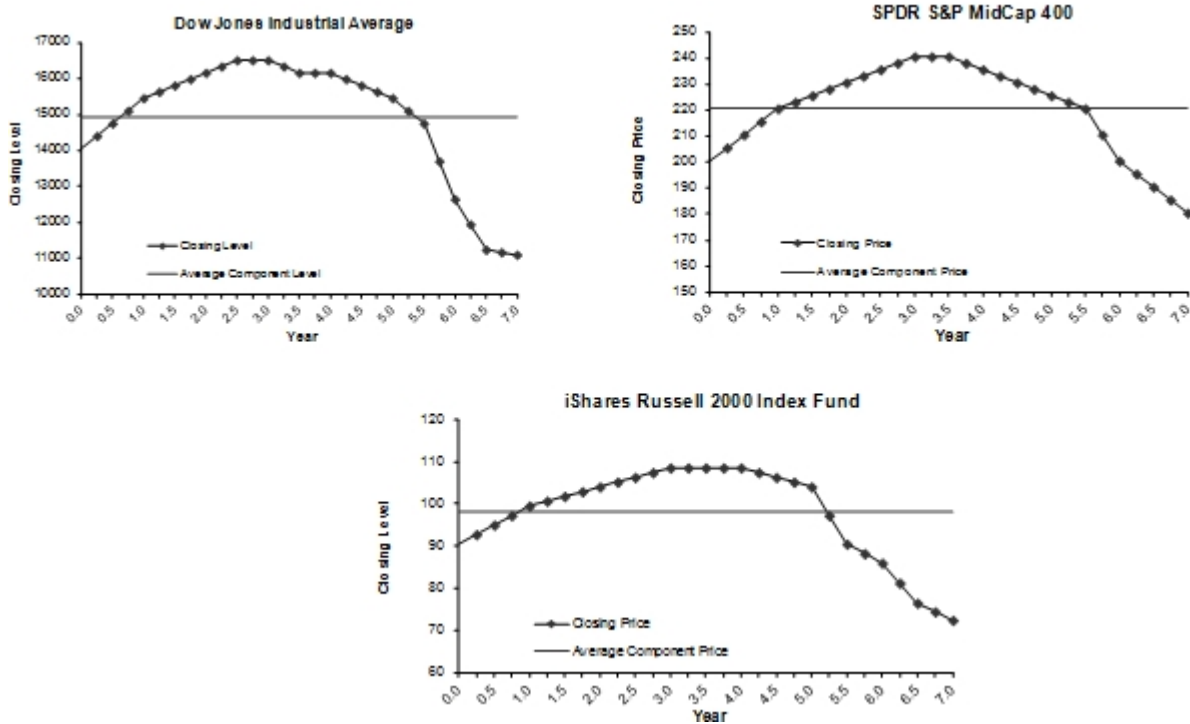 Dow Jones Industrial Average
17000
16000
15000
14000
13000
12000
11000
10000
Closing Level
Closing Level
Average Component Level
0.0 0.5 1.0 1.5 2.0 2.5 3.0 3.5 4.0 4.5 5.0 5.5 6.0 6.5 7.0
Year
SPDR S&P MidCap 400
250
240
230
220
210
200
190
180
170
160
150
Closing Price
Closing Price
Average Component Price
0.0 0.5 1.0 1.5 2.0 2.5 3.0 3.5 4.0 4.5 5.0 5.5 6.0 6.5 7.0
Year
iShares Russell 2000 Index Fund
120
110
100
90
80
70
60
Closing Level
Closing Price
Average Component Price
0.0 0.5 1.0 1.5 2.0 2.5 3.0 3.5 4.0 4.5 5.0 5.5 6.0 6.5 7.0
Year